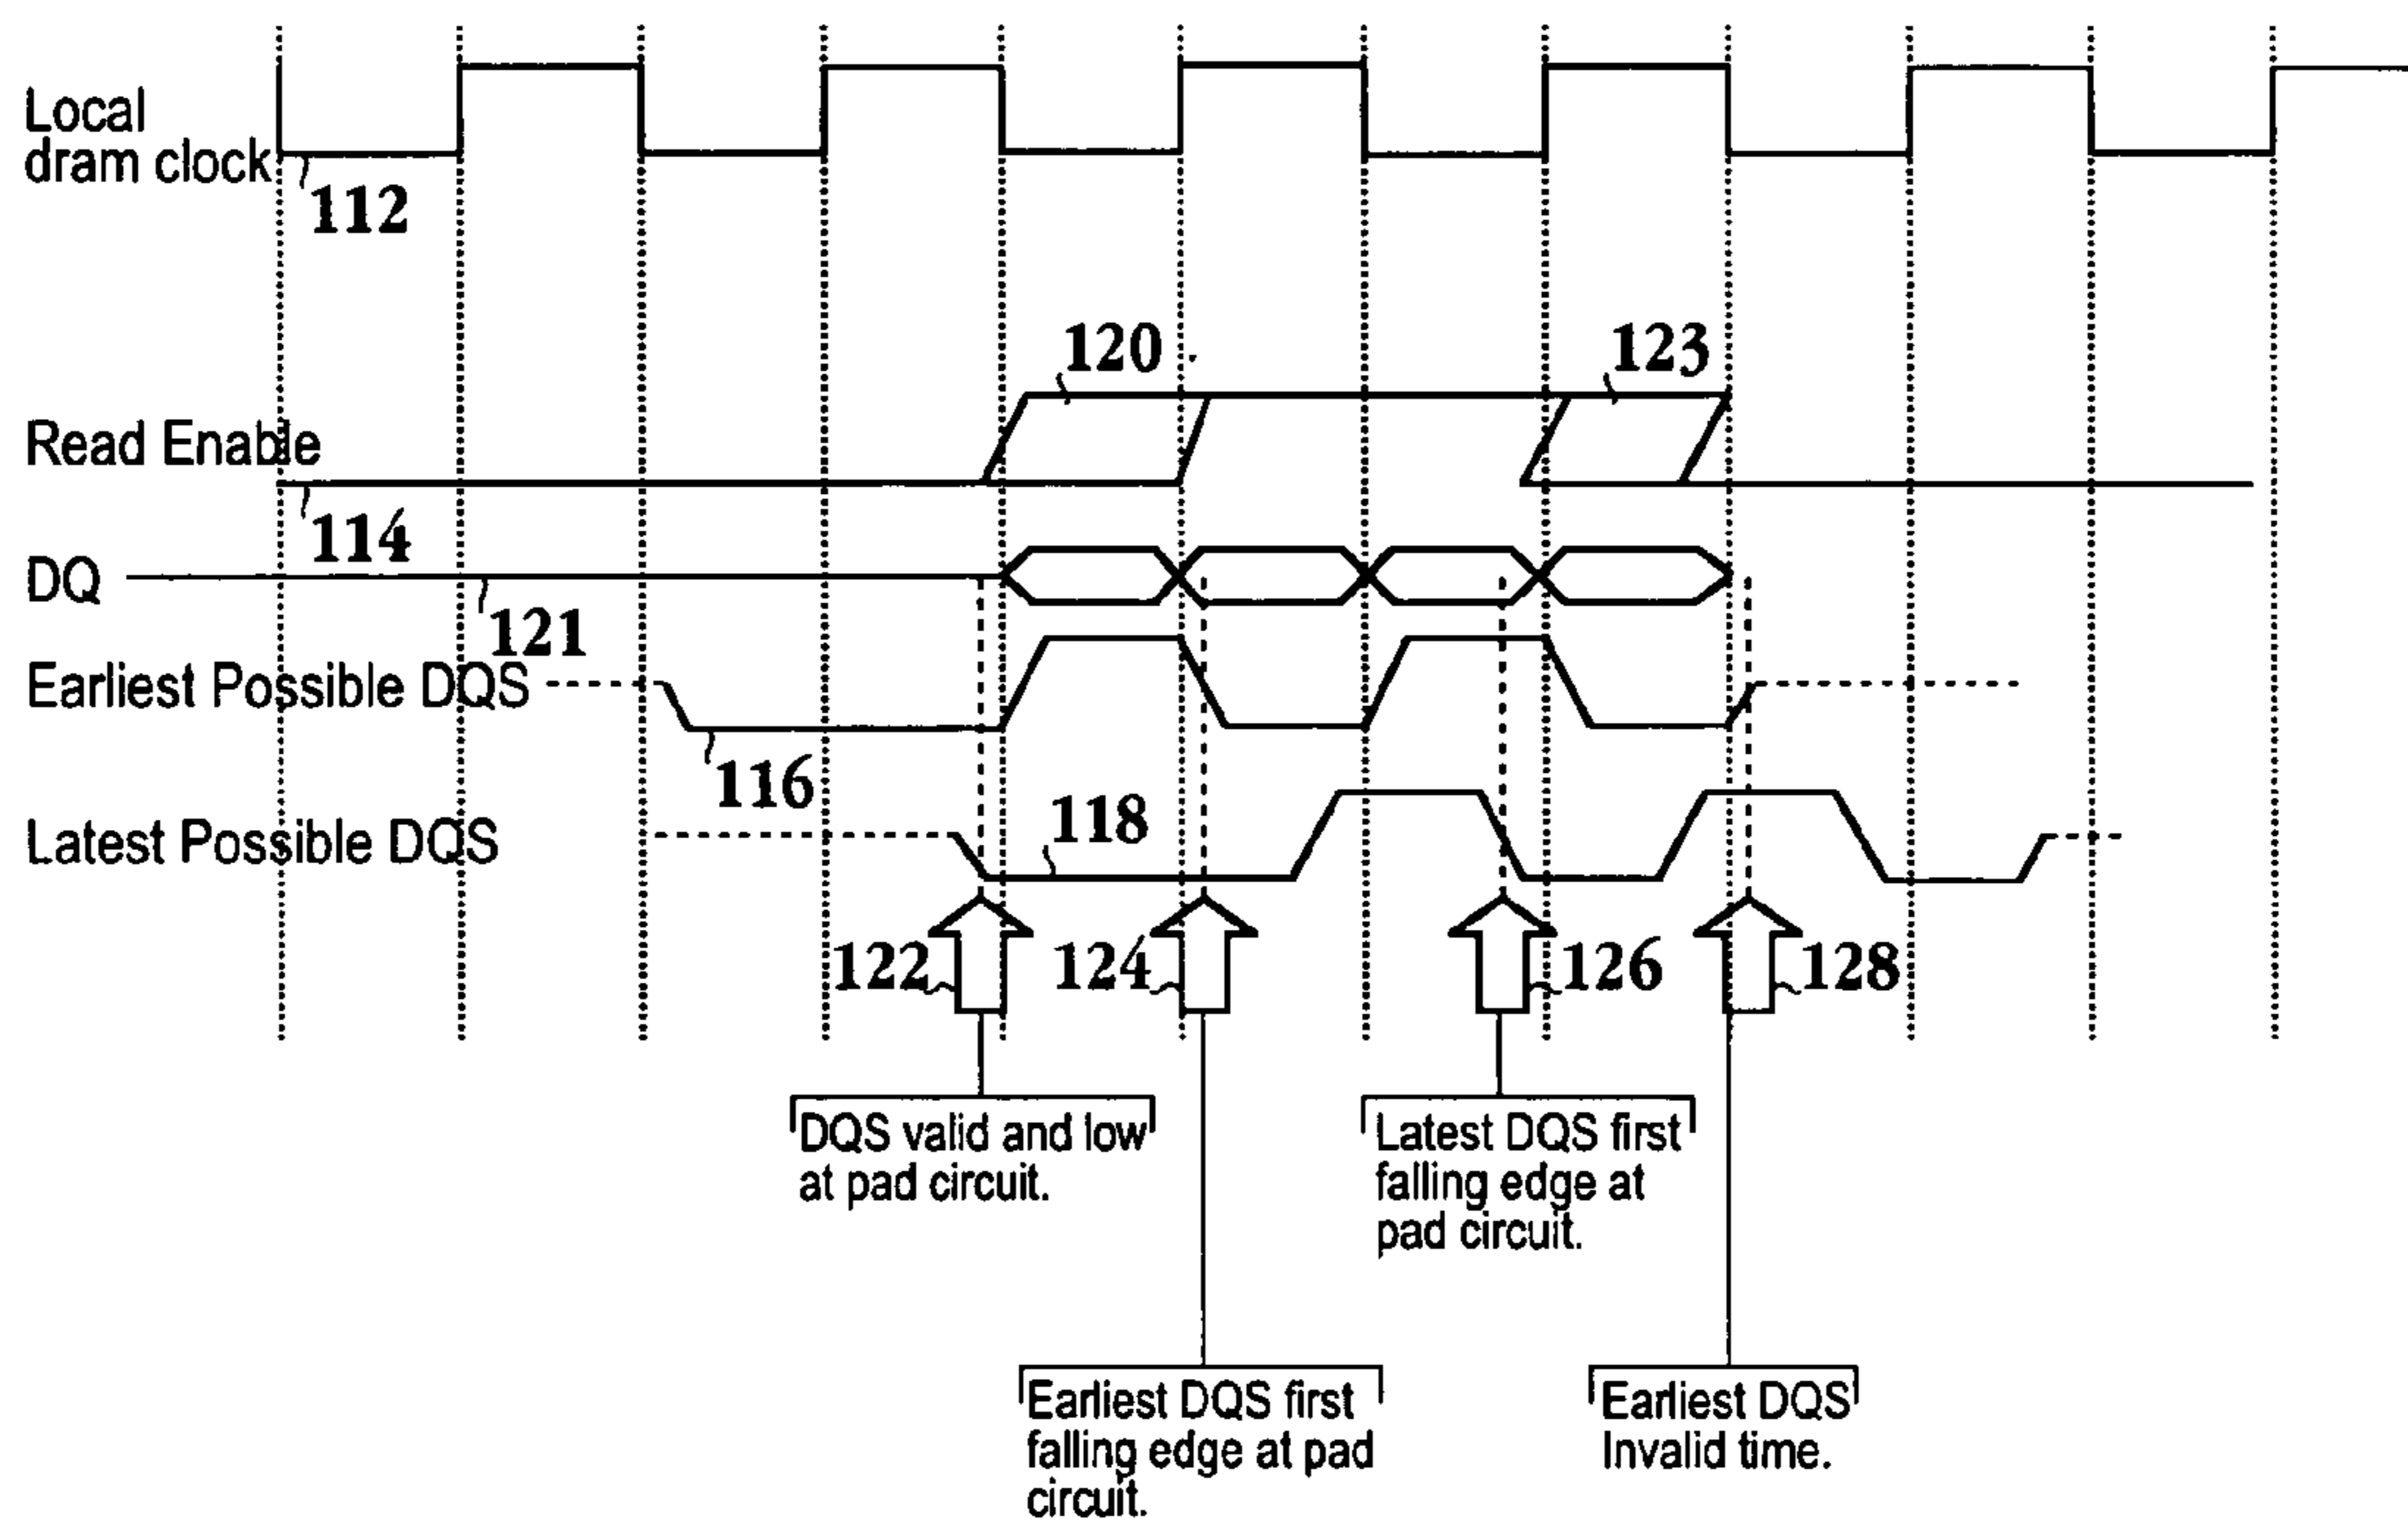 Local
dram clock
112
120
123
Read Enable
114
DQ
121
Earliest Possible DQS
116
118
Latest Possible DQS
122
124
126
128
DQS valid and low
at pad circuit.
Latest DQS first
falling edge at
pad circuit.
Earliest DQS first
falling edge at pad
circuit.
Earliest DQS
Invalid time.